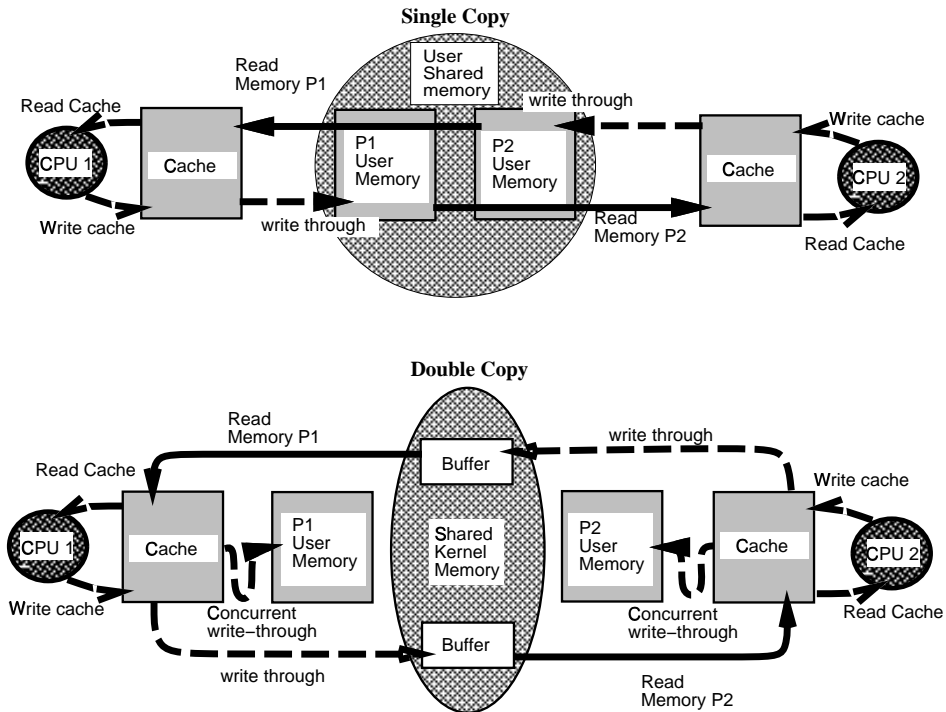 Single Copy
Read
Memory P1
User
Shared
memory
write through
Read Cache
Write cache
CPU 1
Cache
P1
User
Memory
P2
User
Memory
Cache
CPU 2
Write cache
write through
Read
Memory P2
Read Cache
Double Copy
Read
Memory P1
write through
Buffer
Read Cache
Write cache
P1
User
Memory
P2
User
Memory
Shared
Kernel
Memory
CPU 1
Cache
Cache
CPU 2
Write cache
Concurrent
write-through
Concurrent
write-through
Read Cache
Buffer
write through
Read
Memory P2